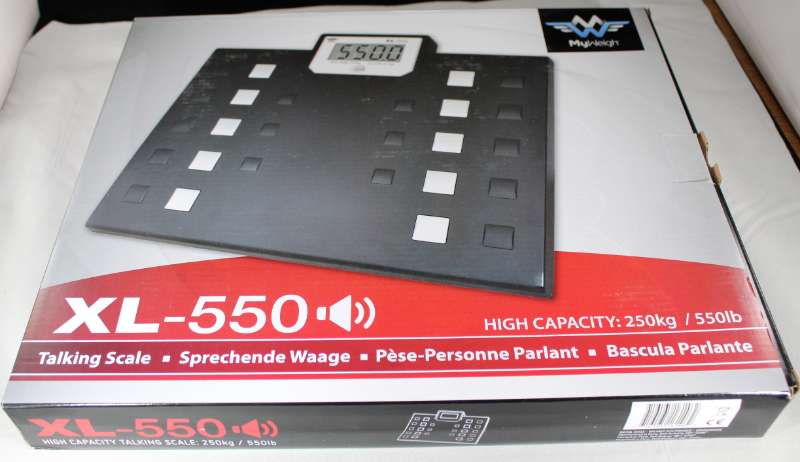 MyWeigh
550.0
XL-550
HIGH CAPACITY: 250kg / 550lb
Talking Scale ▪ Sprechende Waage ▪ Pèse-Personne Parlant ▪ Bascula Parlante
XL-550
HIGH CAPACITY TALKING SCALE: 250kg / 550lb
CE